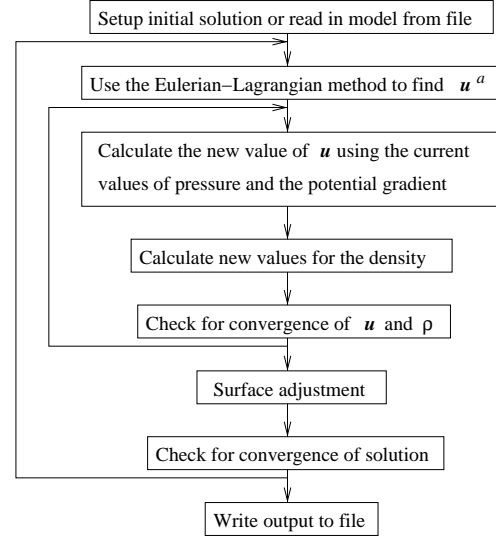 Setup initial solution or read in model from file
Use the Eulerian−Lagrangian method to find u a
Calculate the new value of u using the current
values of pressure and the potential gradient
Calculate new values for the density
Check for convergence of u and ρ
Surface adjustment
Check for convergence of solution
Write output to file